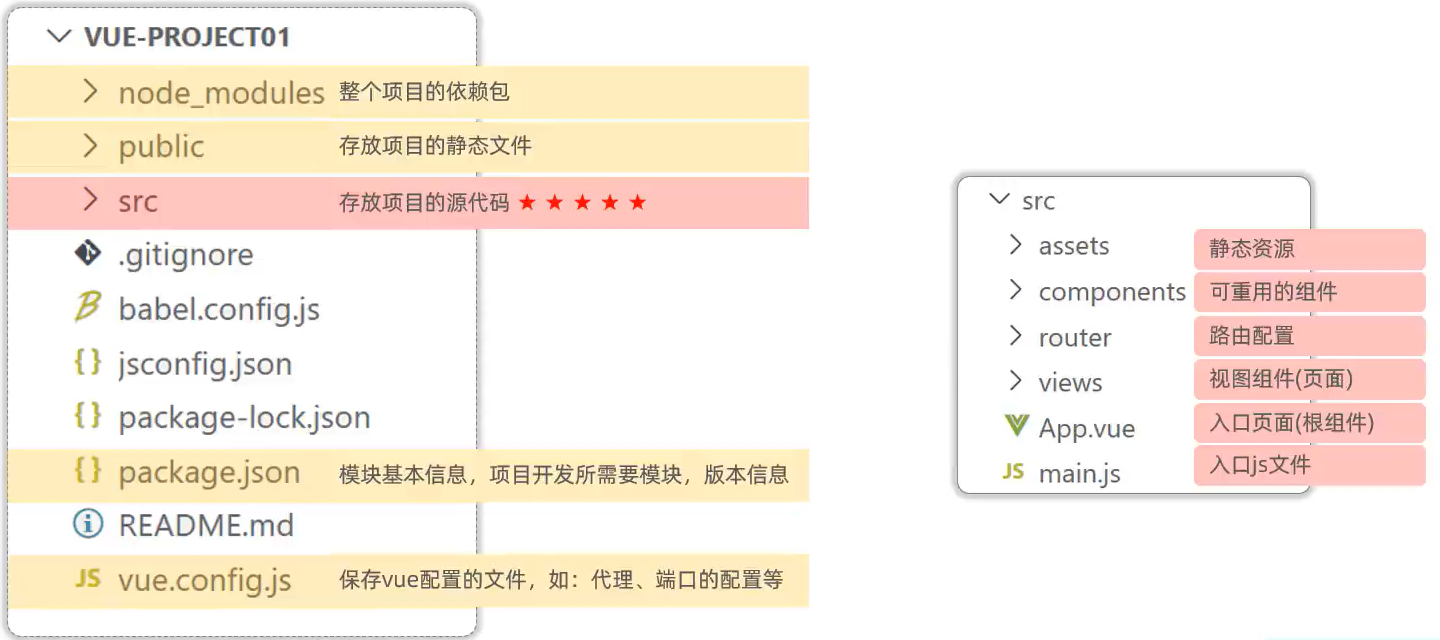 VUE-PROJECT01
node_modules 整个项目的依赖包
public 存放项目的静态文件
src 存放项目的源代码 ★ ★ ★ ★ ★
.gitignore
babel.config.js
{ } jsconfig.json
{ } package-lock.json
{ } package.json 模块基本信息，项目开发所需要模块，版本信息
README.md
JS vue.config.js 保存vue配置的文件，如：代理、端口的配置等
src
assets 静态资源
components 可重用的组件
router 路由配置
views 视图组件(页面)
App.vue 入口页面(根组件)
JS main.js 入口js文件